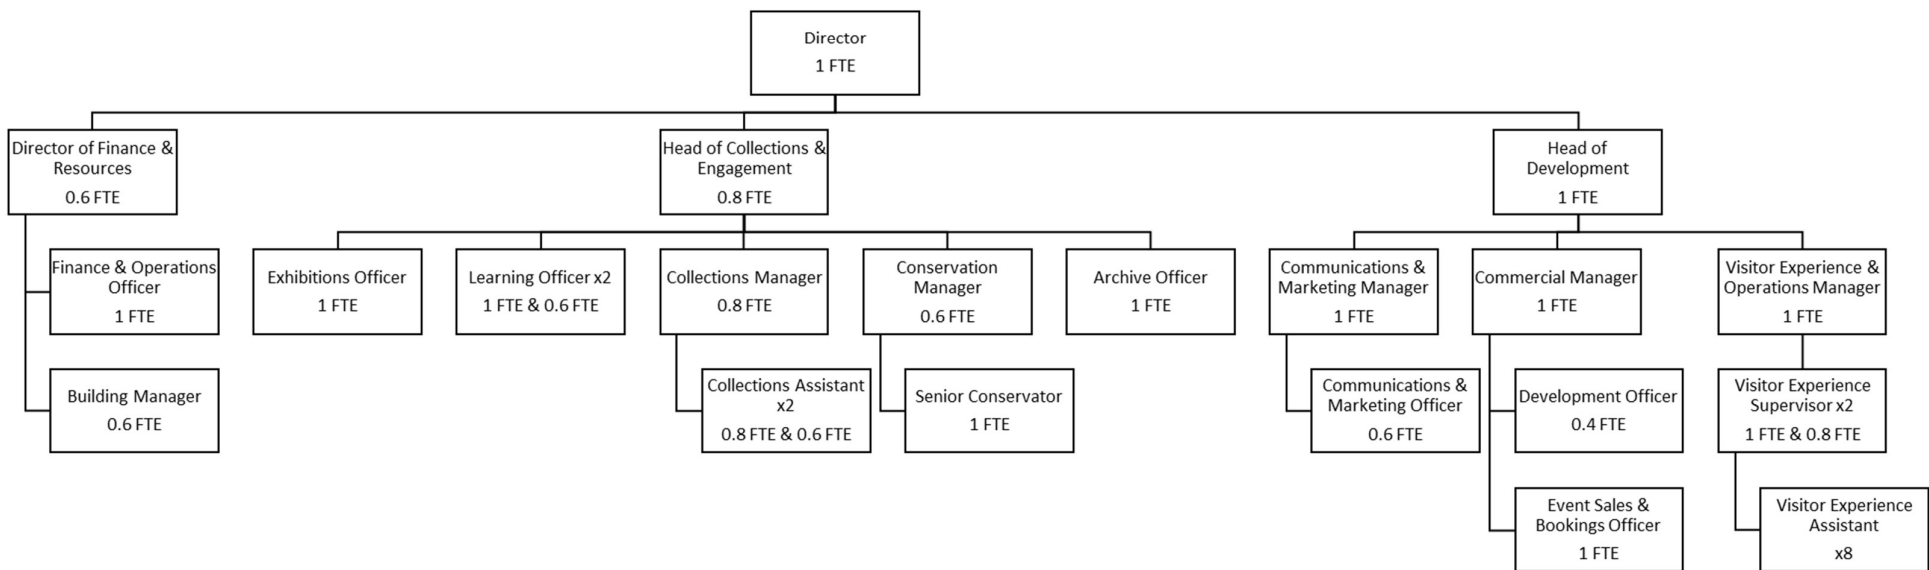 Director
1 FTE
Director of Finance &
Resources
0.6 FTE
Head of Collections &
Engagement
0.8 FTE
Head of
Development
1 FTE
Finance & Operations
Officer
1 FTE
Exhibitions Officer
1 FTE
Learning Officer x2
1 FTE & 0.6 FTE
Collections Manager
0.8 FTE
Conservation
Manager
0.6 FTE
Archive Officer
1 FTE
Communications &
Marketing Manager
1 FTE
Commercial Manager
1 FTE
Visitor Experience &
Operations Manager
1 FTE
Building Manager
0.6 FTE
Collections Assistant
x2
0.8 FTE & 0.6 FTE
Senior Conservator
1 FTE
Communications &
Marketing Officer
0.6 FTE
Development Officer
0.4 FTE
Visitor Experience
Supervisor x2
1 FTE & 0.8 FTE
Event Sales &
Bookings Officer
1 FTE
Visitor Experience
Assistant
x8